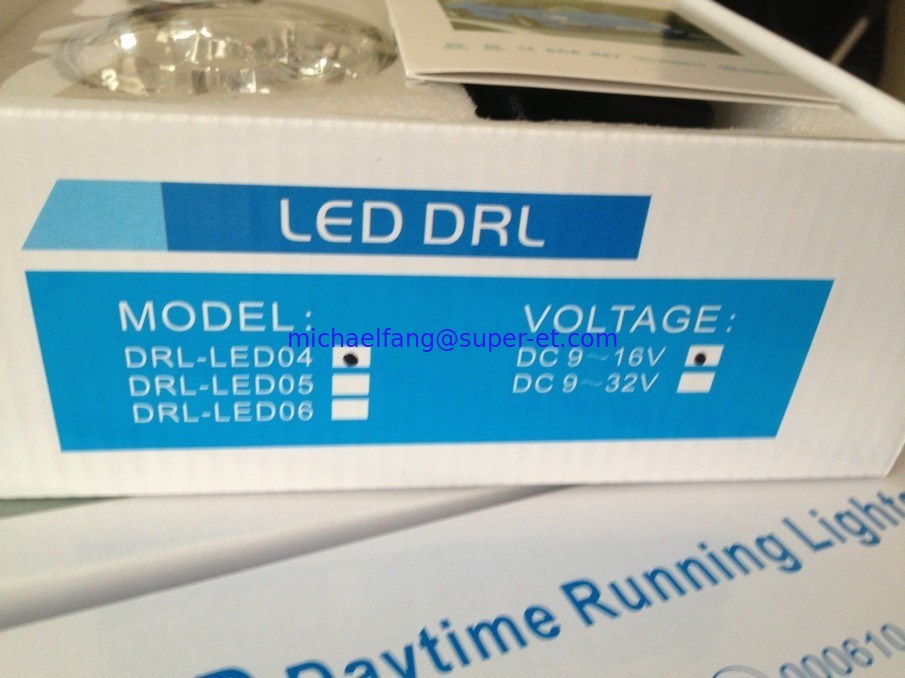 LED DRL
MODEL:
DRL-LED04
DRL-LED05
DRL-LED06
VOLTAGE:
DC 9~16V
DC 9~32V
michaelfang@super-et.com
Daytime Running Lights
000610